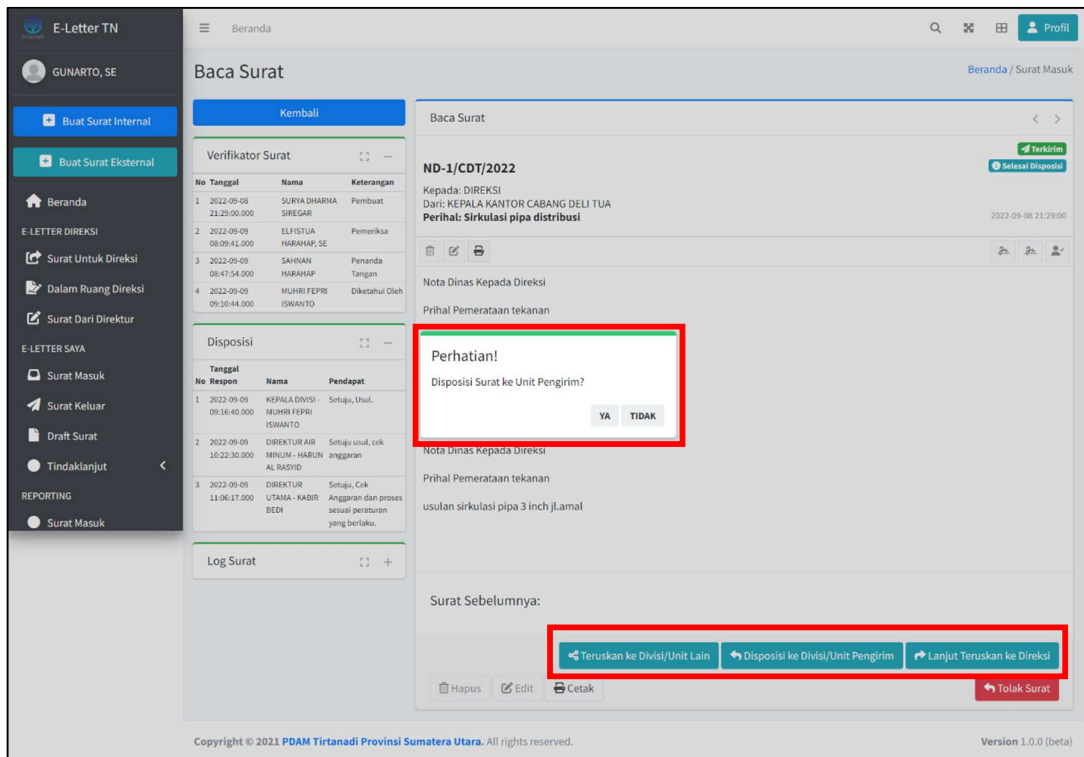 E-Letter TN
Beranda
Profil
GUNARTO, SE
Buat Surat Internal
Buat Surat Eksternal
Beranda
E-LETTER DIREKSI
Surat Untuk Direksi
Dalam Ruang Direksi
Surat Dari Direktur
E-LETTER SAYA
Surat Masuk
Surat Keluar
Draft Surat
Tindaklanjut
REPORTING
Surat Masuk
Baca Surat
Beranda / Surat Masuk
Kembali
Verifikator Surat
No Tanggal Nama Keterangan
1 2022-09-08 SURYA DHARMA Pembuat
21:29:00.000 SIREGAR
2 2022-09-09 ELFISTUA Pemeriksa
08:09:41.000 HARAHAP, SE
3 2022-09-09 SAHNAN Penanda
08:47:54.000 HARAHAP Tangan
4 2022-09-09 MUHRI FEPRI Diketahui Oleh
09:10:44.000 ISWANTO
Disposisi
Tanggal
No Respon Nama Pendapat
1 2022-09-09 KEPALA DIVISI - Setuju, Usul.
09:16:40.000 MUHRI FEPRI
ISWANTO
2 2022-09-09 DIREKTUR AIR Setuju usul, cek
10:22:30.000 MINUM - HARUN anggaran
AL RASYID
3 2022-09-09 DIREKTUR Setuju, Cek
11:06:17.000 UTAMA - KABIR Anggaran dan proses
BEDI sesuai peraturan
yang berlaku.
Log Surat
Baca Surat
Terkirim
ND-1/CDT/2022
Selesai Disposisi
Kepada: DIREKSI
Dari: KEPALA KANTOR CABANG DELI TUA
Perihal: Sirkulasi pipa distribusi
2022-09-08 21:29:00
Nota Dinas Kepada Direksi
Prihal Pemerataan tekanan
Perhatian!
Disposisi Surat ke Unit Pengirim?
YA TIDAK
Nota Dinas Kepada Direksi
Prihal Pemerataan tekanan
usulan sirkulasi pipa 3 inch jl.amal
Surat Sebelumnya:
Teruskan ke Divisi/Unit Lain
Disposisi ke Divisi/Unit Pengirim
Lanjut Teruskan ke Direksi
Hapus
Edit
Cetak
Tolak Surat
Copyright © 2021 PDAM Tirtanadi Provinsi Sumatera Utara. All rights reserved.
Version 1.0.0 (beta)